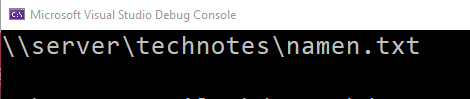 Microsoft Visual Studio Debug Console
\\server\technotes\namen.txt